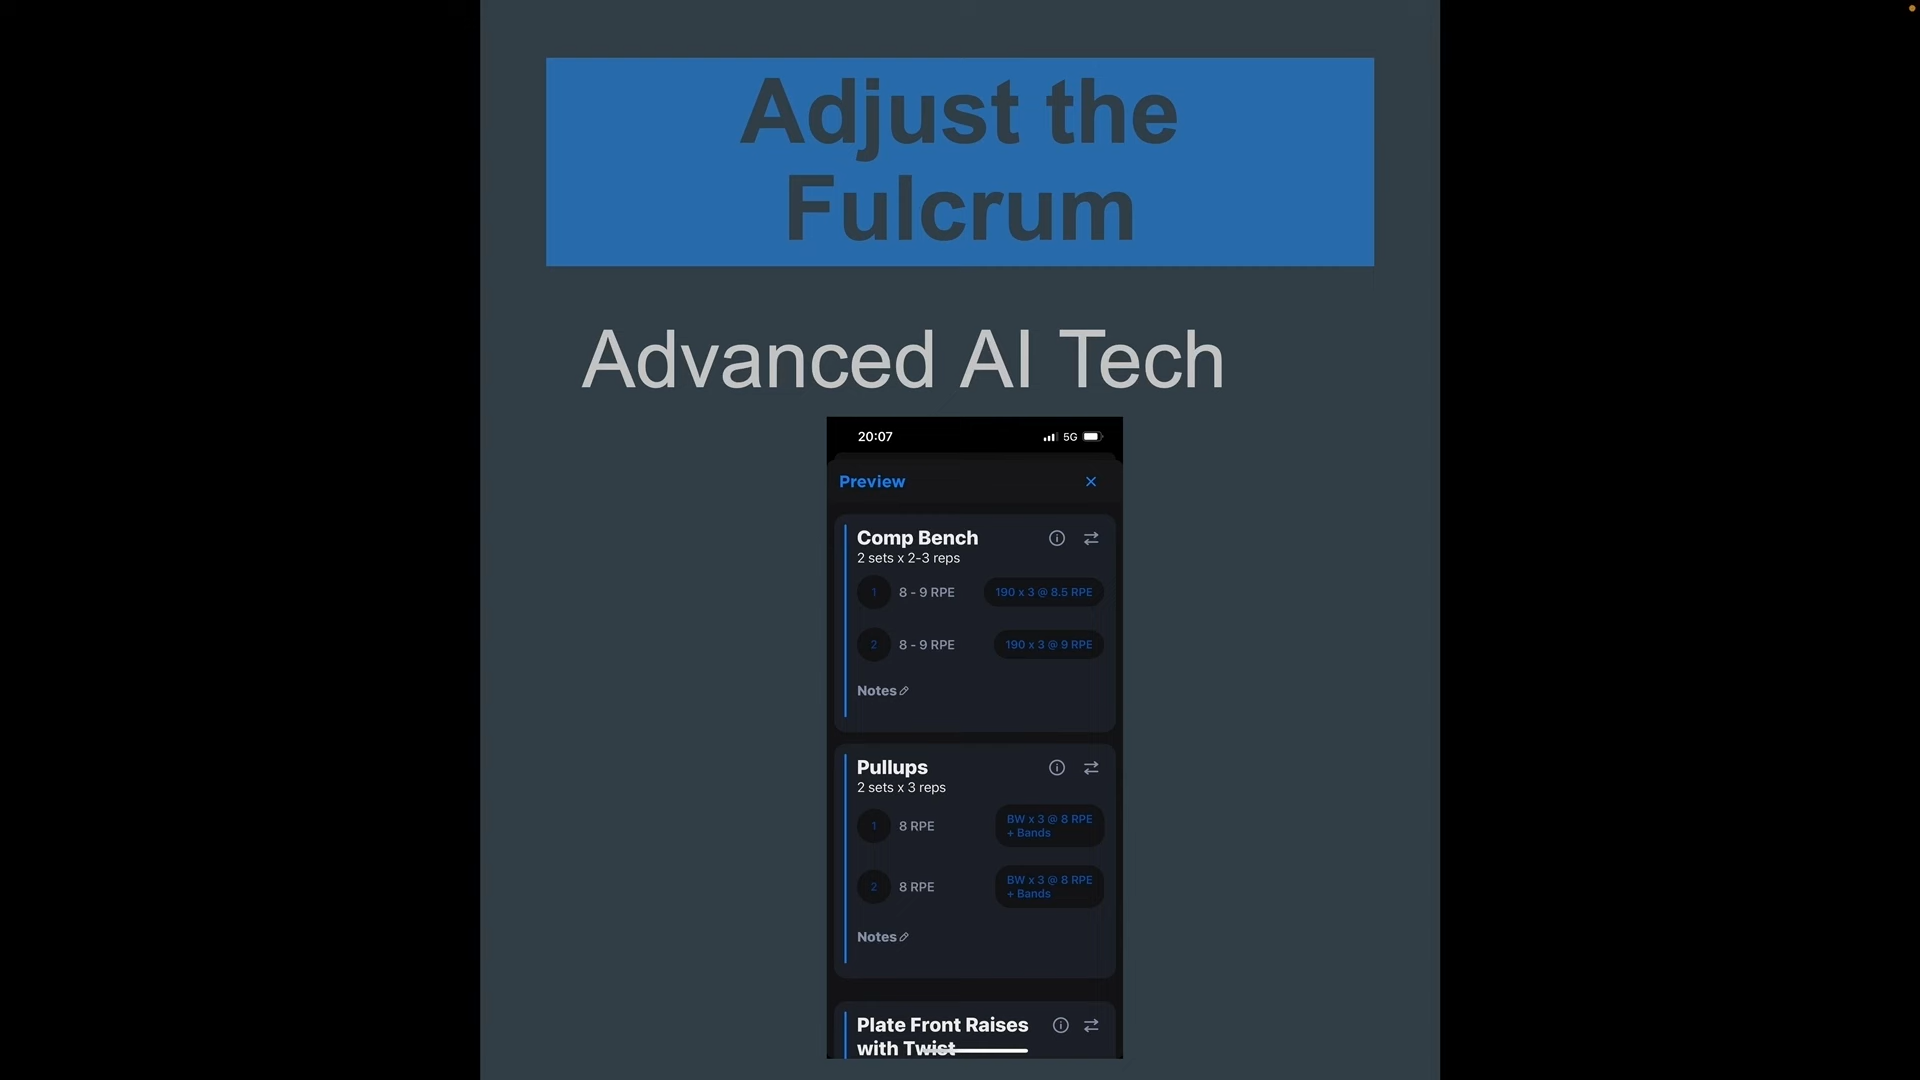 Adjust the
Fulcrum
Advanced AI Tech
20:07
5G
Preview
Comp Bench
2 sets x 2-3 reps
1 8 - 9 RPE 190 x 3 @ 8.5 RPE
2 8 - 9 RPE 190 x 3 @ 9 RPE
Notes
Pullups
2 sets x 3 reps
1 8 RPE BW x 3 @ 8 RPE
+ Bands
2 8 RPE BW x 3 @ 8 RPE
+ Bands
Notes
Plate Front Raises
with Twist